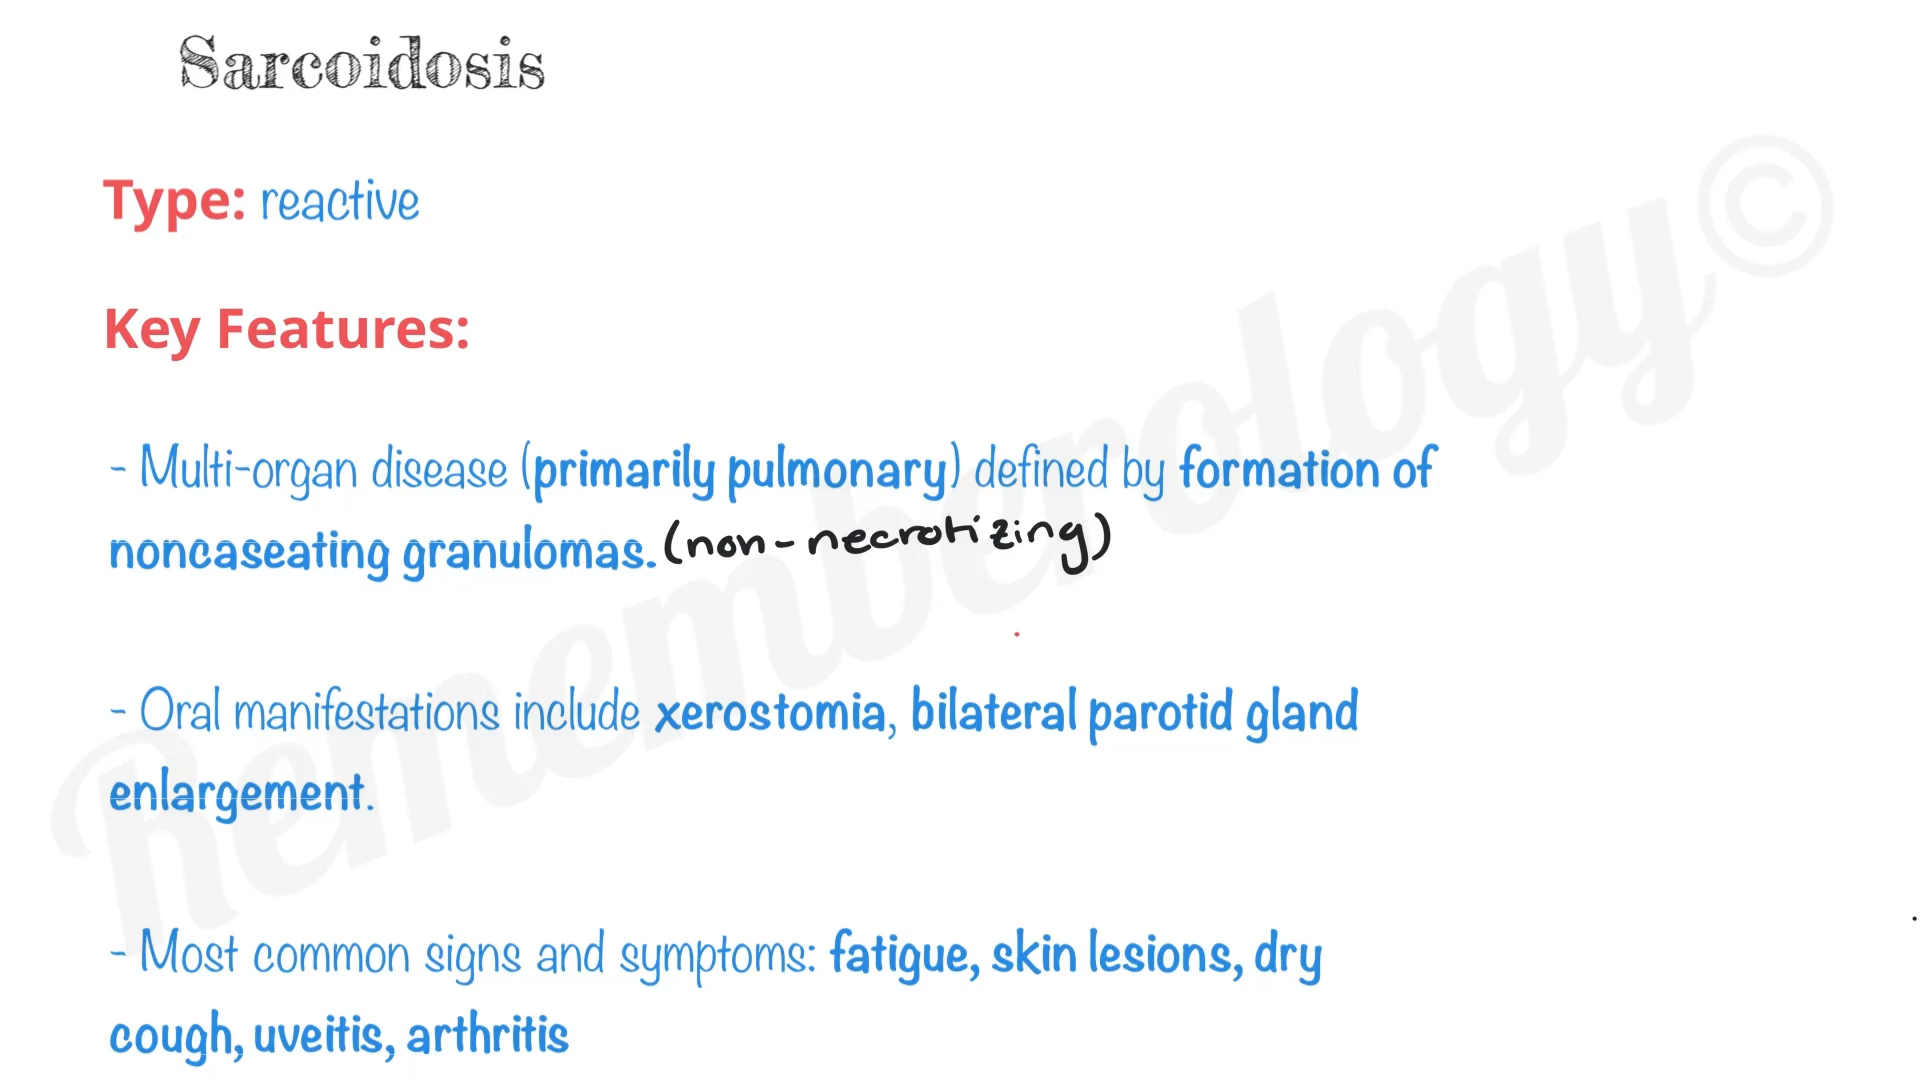 Sarcoidosis
Type: reactive
Key Features:
- Multi-organ disease (primarily pulmonary) defined by formation of
noncaseating granulomas. (non-necrotizing)
- Oral manifestations include xerostomia, bilateral parotid gland
enlargement.
- Most common signs and symptoms: fatigue, skin lesions, dry
cough, uveitis, arthritis
Rememberology©